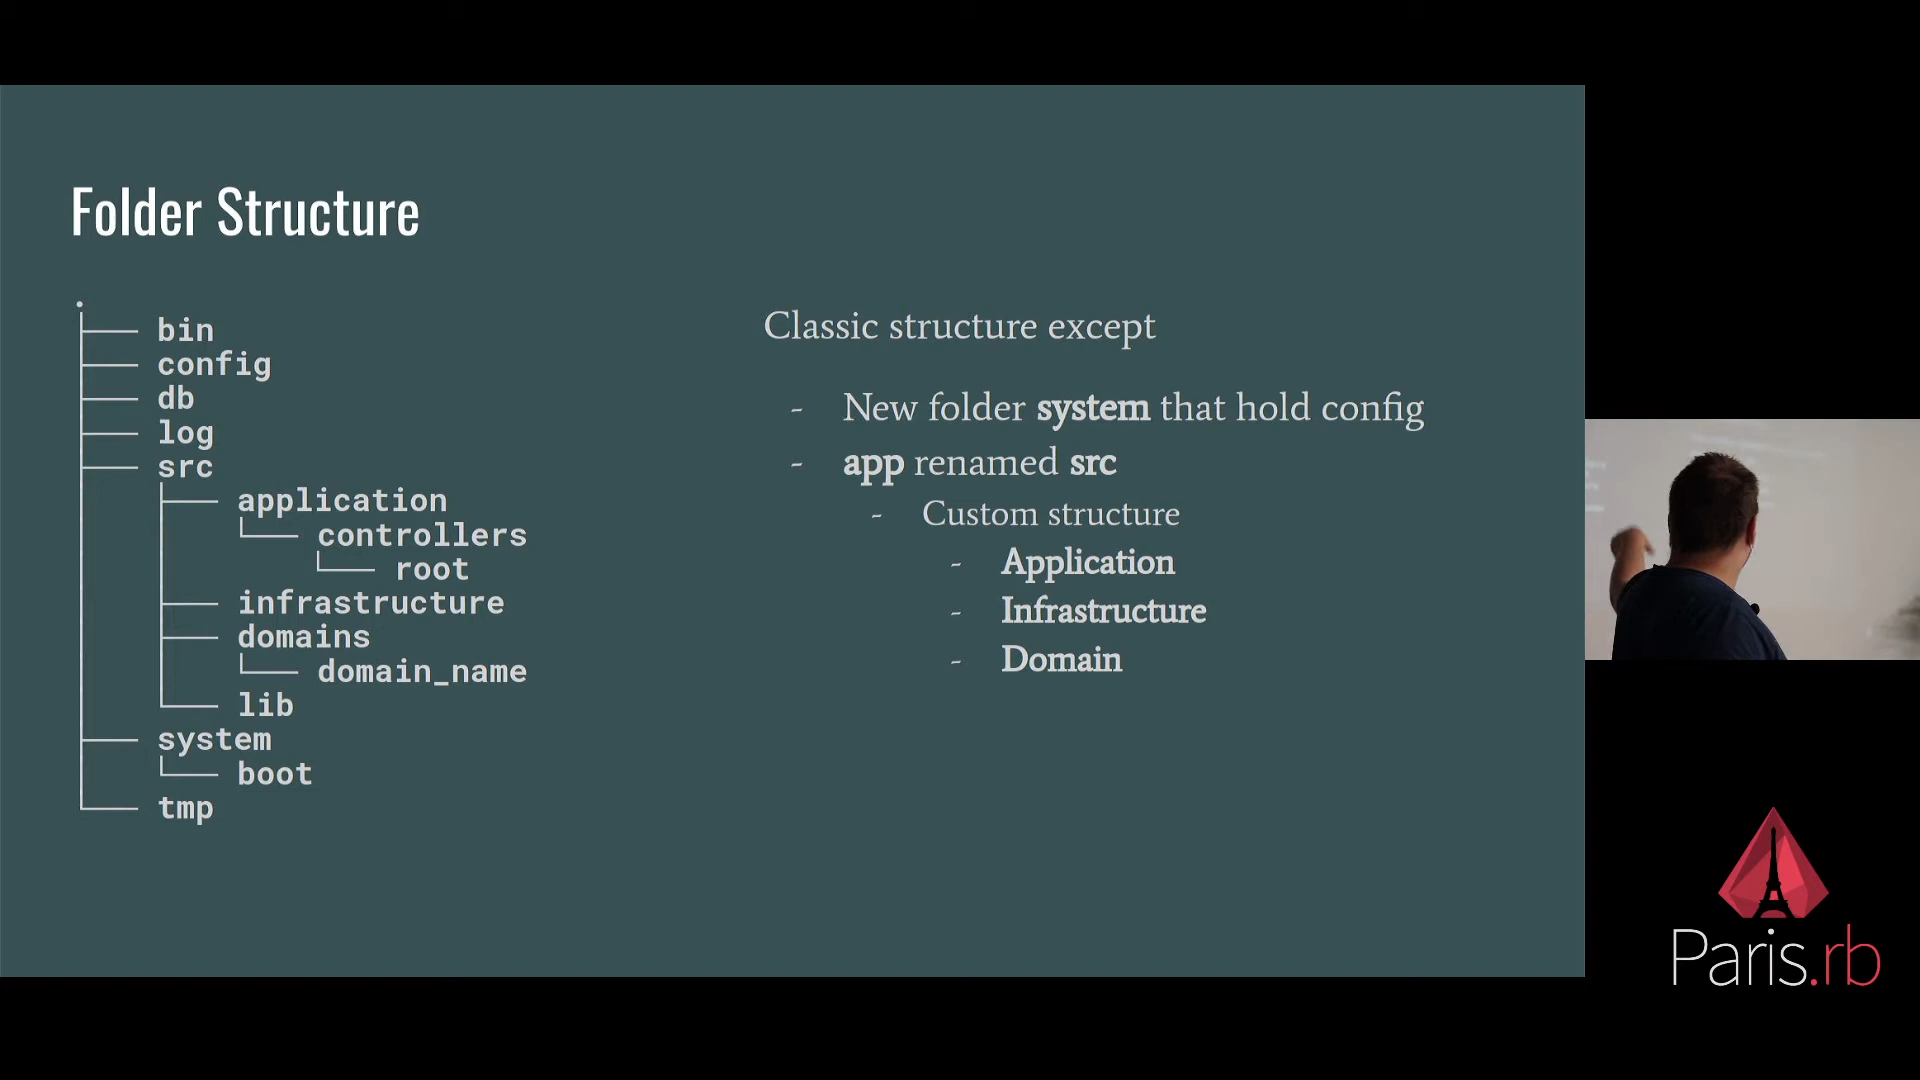 Folder Structure
.
├── bin
├── config
├── db
├── log
├── src
│   ├── application
│   │   └── controllers
│   │       └── root
│   ├── infrastructure
│   ├── domains
│   │   └── domain_name
│   └── lib
├── system
│   └── boot
└── tmp
Classic structure except
- New folder system that hold config
- app renamed src
- Custom structure
- Application
- Infrastructure
- Domain
Paris.rb